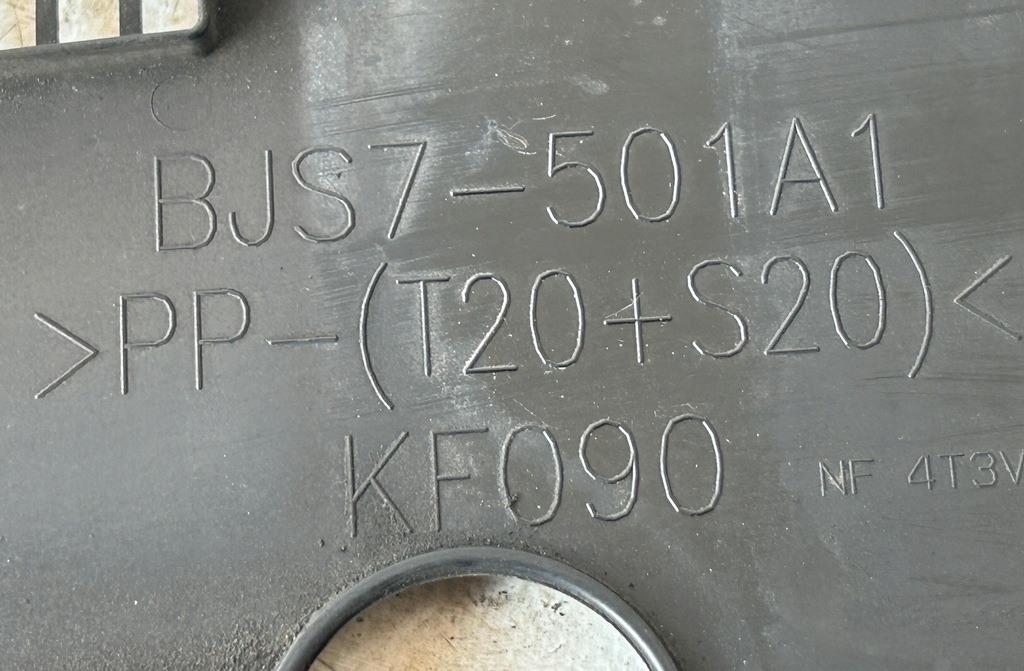 BJS7-501A1
>PP-(T20+S20)<
KF090
NF 4T3V